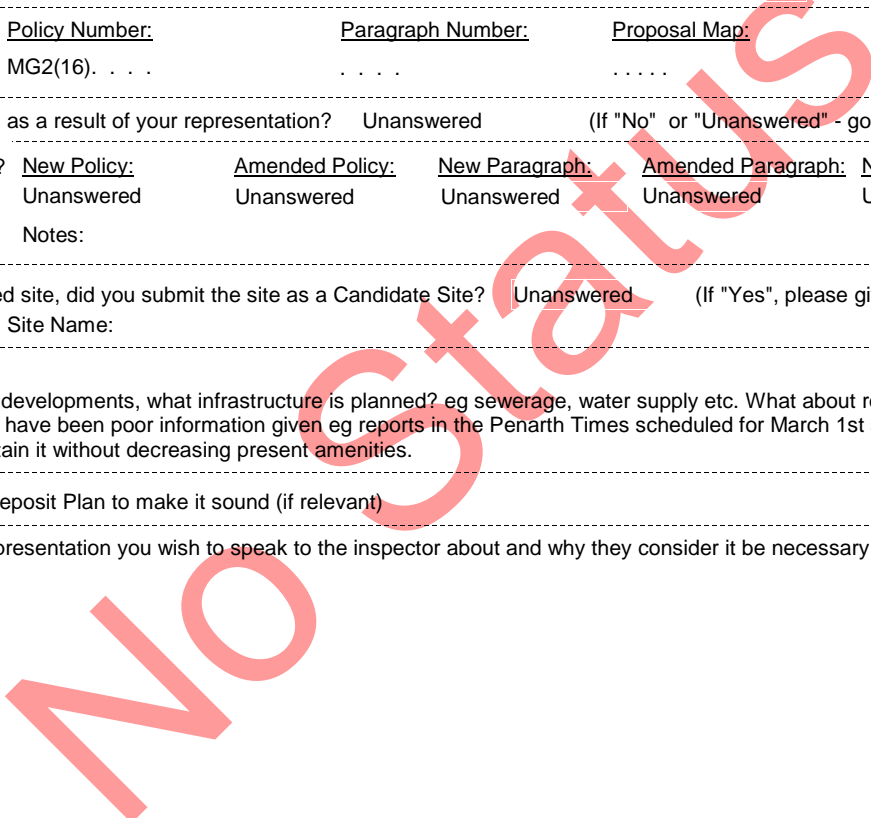 Policy Number: Paragraph Number: Proposal Map:
MG2(16). . . . . . . . . . . . .
as a result of your representation? Unanswered (If "No" or "Unanswered" - go
? New Policy: Amended Policy: New Paragraph: Amended Paragraph: N
Unanswered Unanswered Unanswered Unanswered U
Notes:
ed site, did you submit the site as a Candidate Site? Unanswered (If "Yes", please gi
Site Name:
developments, what infrastructure is planned? eg sewerage, water supply etc. What about r
have been poor information given eg reports in the Penarth Times scheduled for March 1st
tain it without decreasing present amenities.
eposit Plan to make it sound (if relevant)
presentation you wish to speak to the inspector about and why they consider it be necessary
No Status